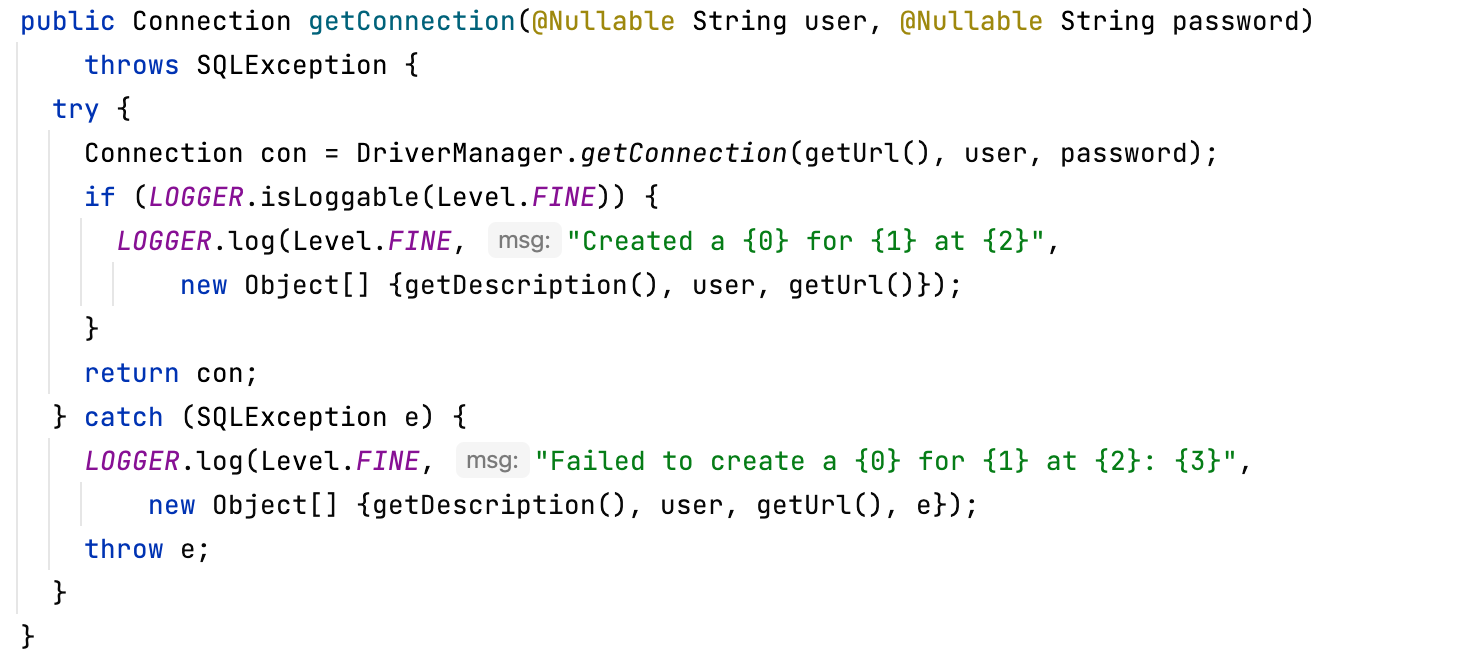 public Connection getConnection(@Nullable String user, @Nullable String password)
    throws SQLException {
  try {
    Connection con = DriverManager.getConnection(getUrl(), user, password);
    if (LOGGER.isLoggable(Level.FINE)) {
      LOGGER.log(Level.FINE, msg: "Created a {0} for {1} at {2}",
          new Object[] {getDescription(), user, getUrl()});
    }
    return con;
  } catch (SQLException e) {
    LOGGER.log(Level.FINE, msg: "Failed to create a {0} for {1} at {2}: {3}",
        new Object[] {getDescription(), user, getUrl(), e});
    throw e;
  }
}